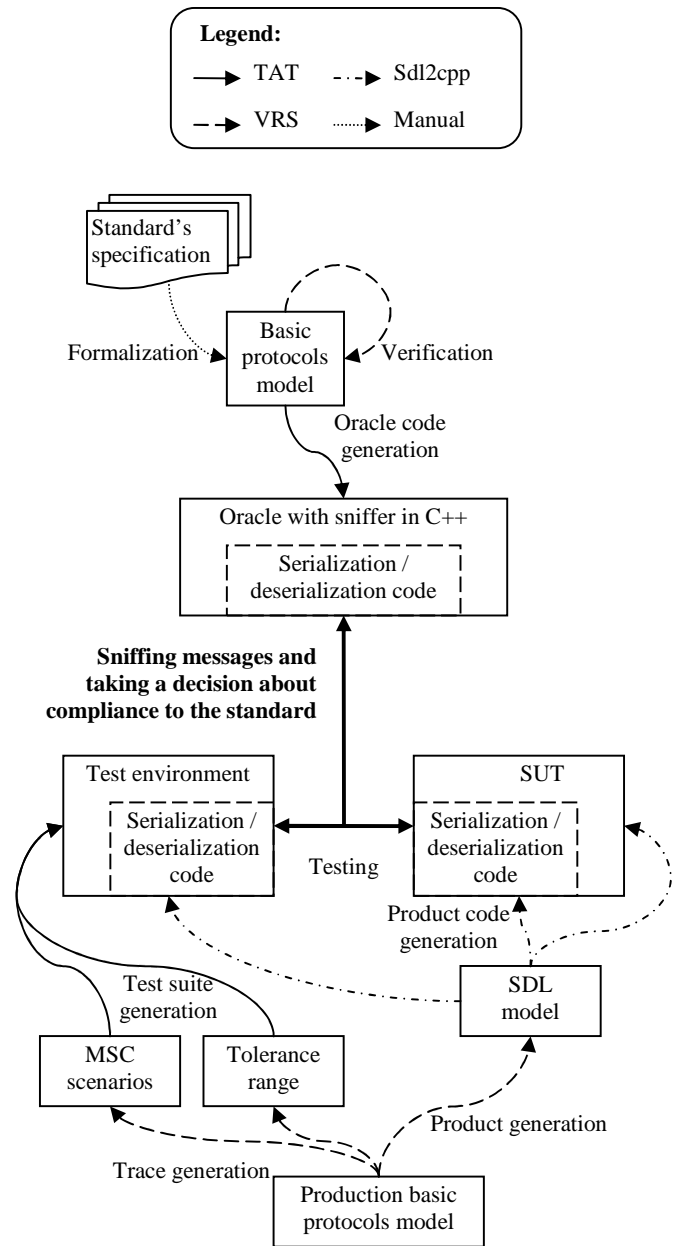 Legend:
TAT
Sdl2cpp
VRS
Manual
Standard's
specification
Formalization
Basic
protocols
model
Verification
Oracle code
generation
Oracle with sniffer in C++
Serialization /
deserialization code
Sniffing messages and
taking a decision about
compliance to the standard
Test environment
Serialization /
deserialization
code
Testing
SUT
Serialization /
deserialization
code
Product code
generation
Test suite
generation
SDL
model
MSC
scenarios
Tolerance
range
Product generation
Trace generation
Production basic
protocols model